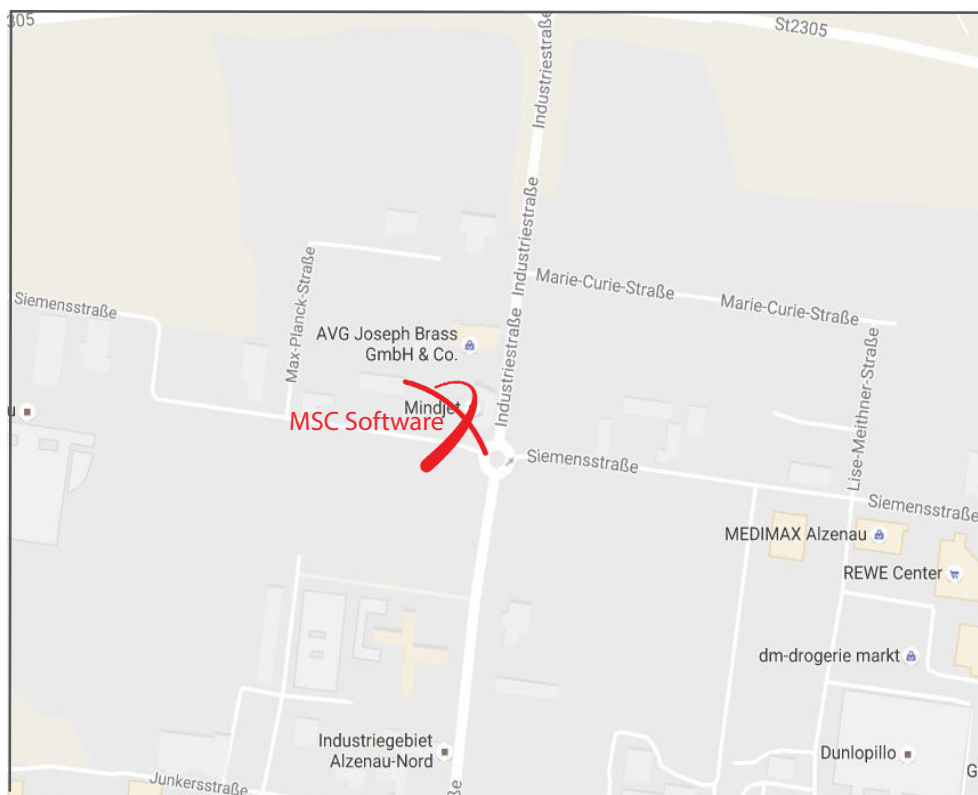 305
St2305
Industriestraße
Industriestraße
Marie-Curie-Straße
Marie-Curie-Straße
Siemensstraße
Max-Planck-Straße
AVG Joseph Brass
GmbH & Co.
Industriestraße
Lise-Meithner-Straße
Mindjet
MSC Software
u
Siemensstraße
Siemensstraße
MEDIMAX Alzenau
REWE Center
dm-drogerie markt
Industriegebiet
Alzenau-Nord
Dunlopillo
G
Junkersstraße
ße